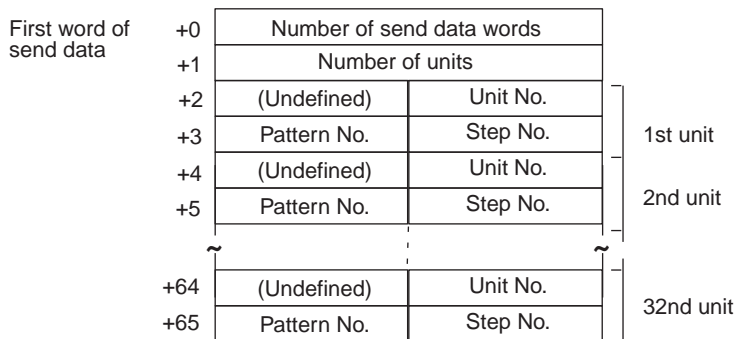 First word of
send data
+0 Number of send data words
+1 Number of units
+2 (Undefined) Unit No.
+3 Pattern No. Step No.
1st unit
+4 (Undefined) Unit No.
+5 Pattern No. Step No.
2nd unit
~ ~
+64 (Undefined) Unit No.
+65 Pattern No. Step No.
32nd unit